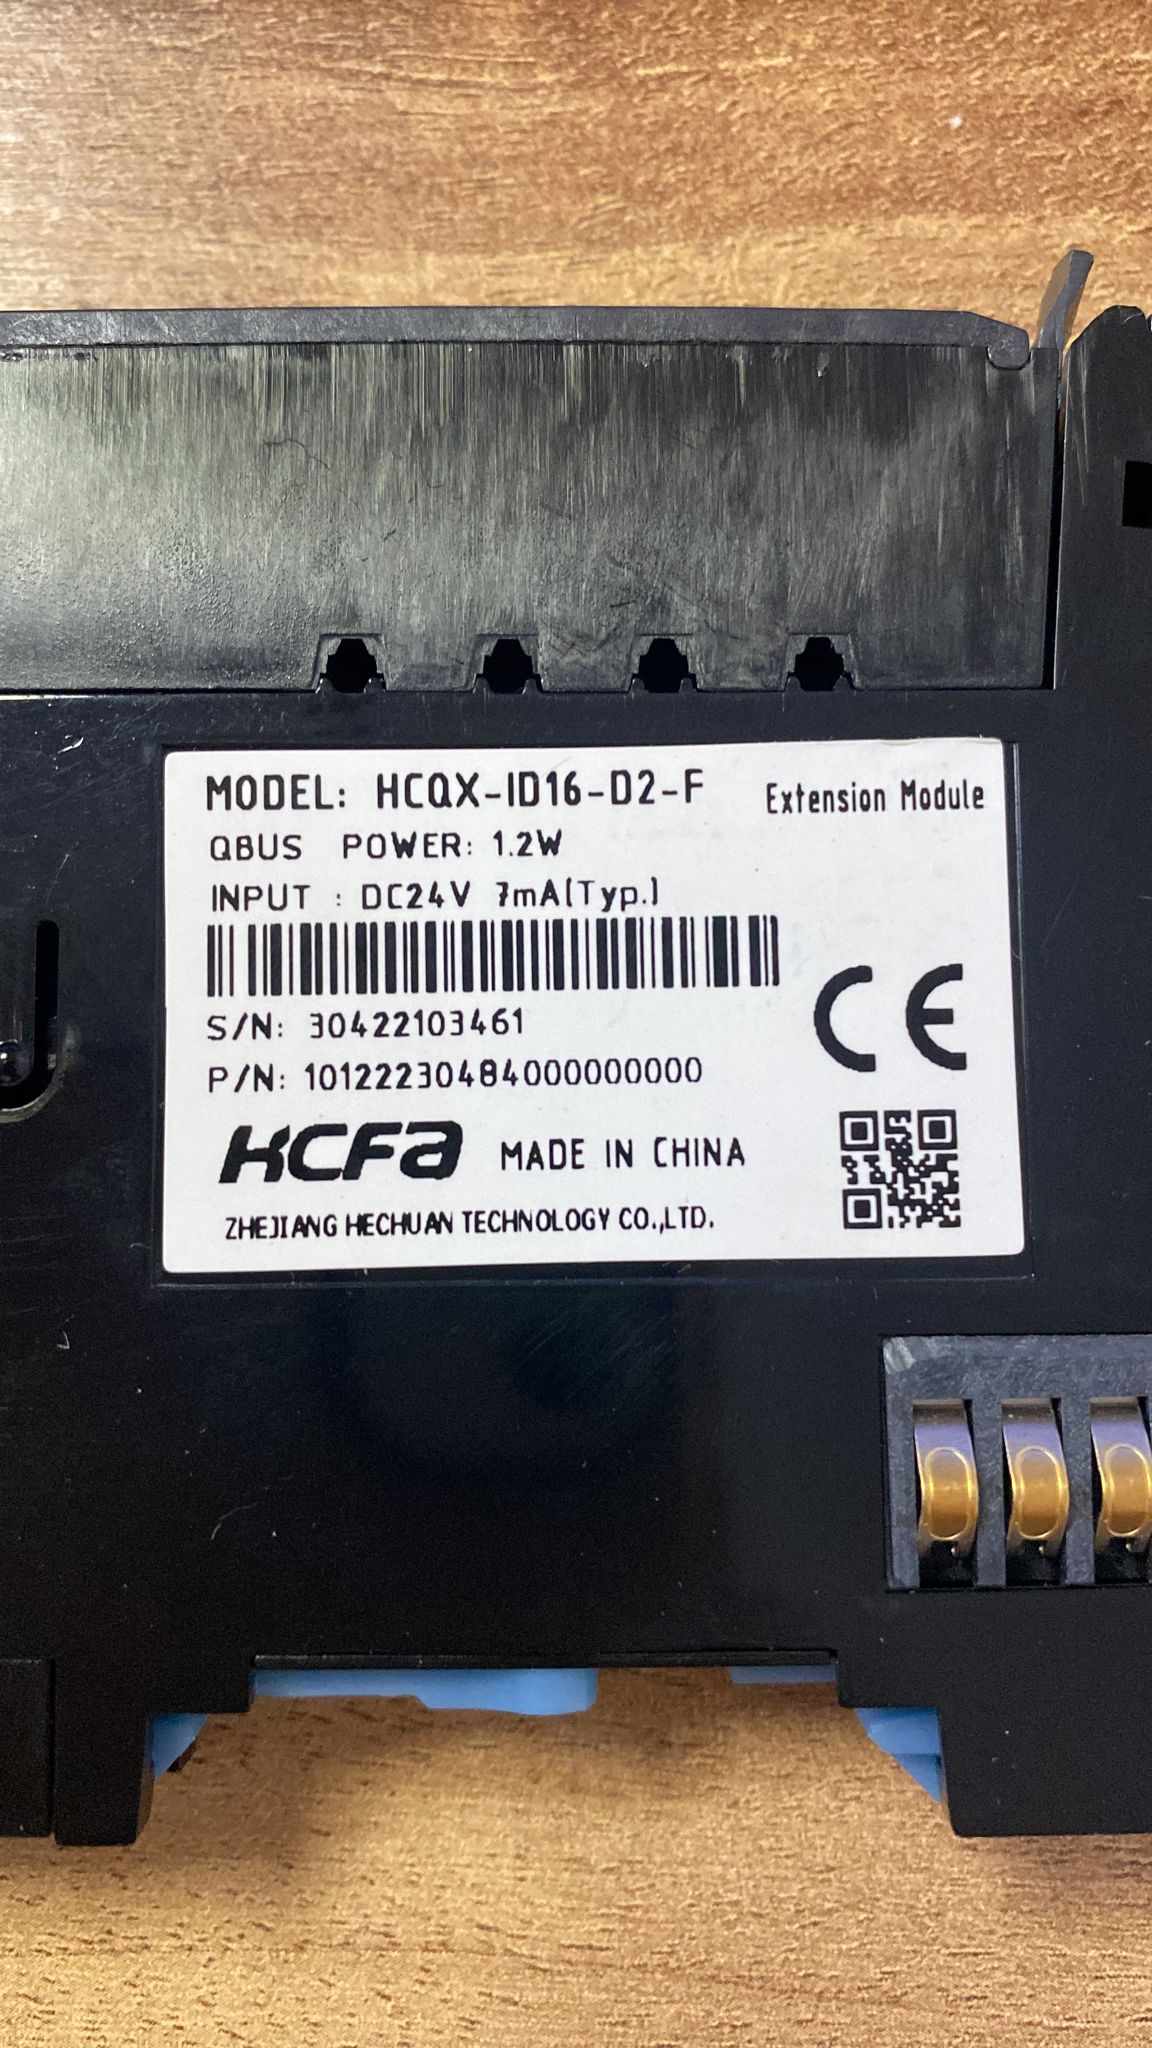 MODEL: HCQX-ID16-D2-F
Extension Module
QBUS POWER: 1.2W
INPUT : DC24V 7mA(Typ.)
S/N: 30422103461
P/N: 10122230484000000000
HCFA MADE IN CHINA
CE
ZHEJIANG HECHUAN TECHNOLOGY CO.,LTD.